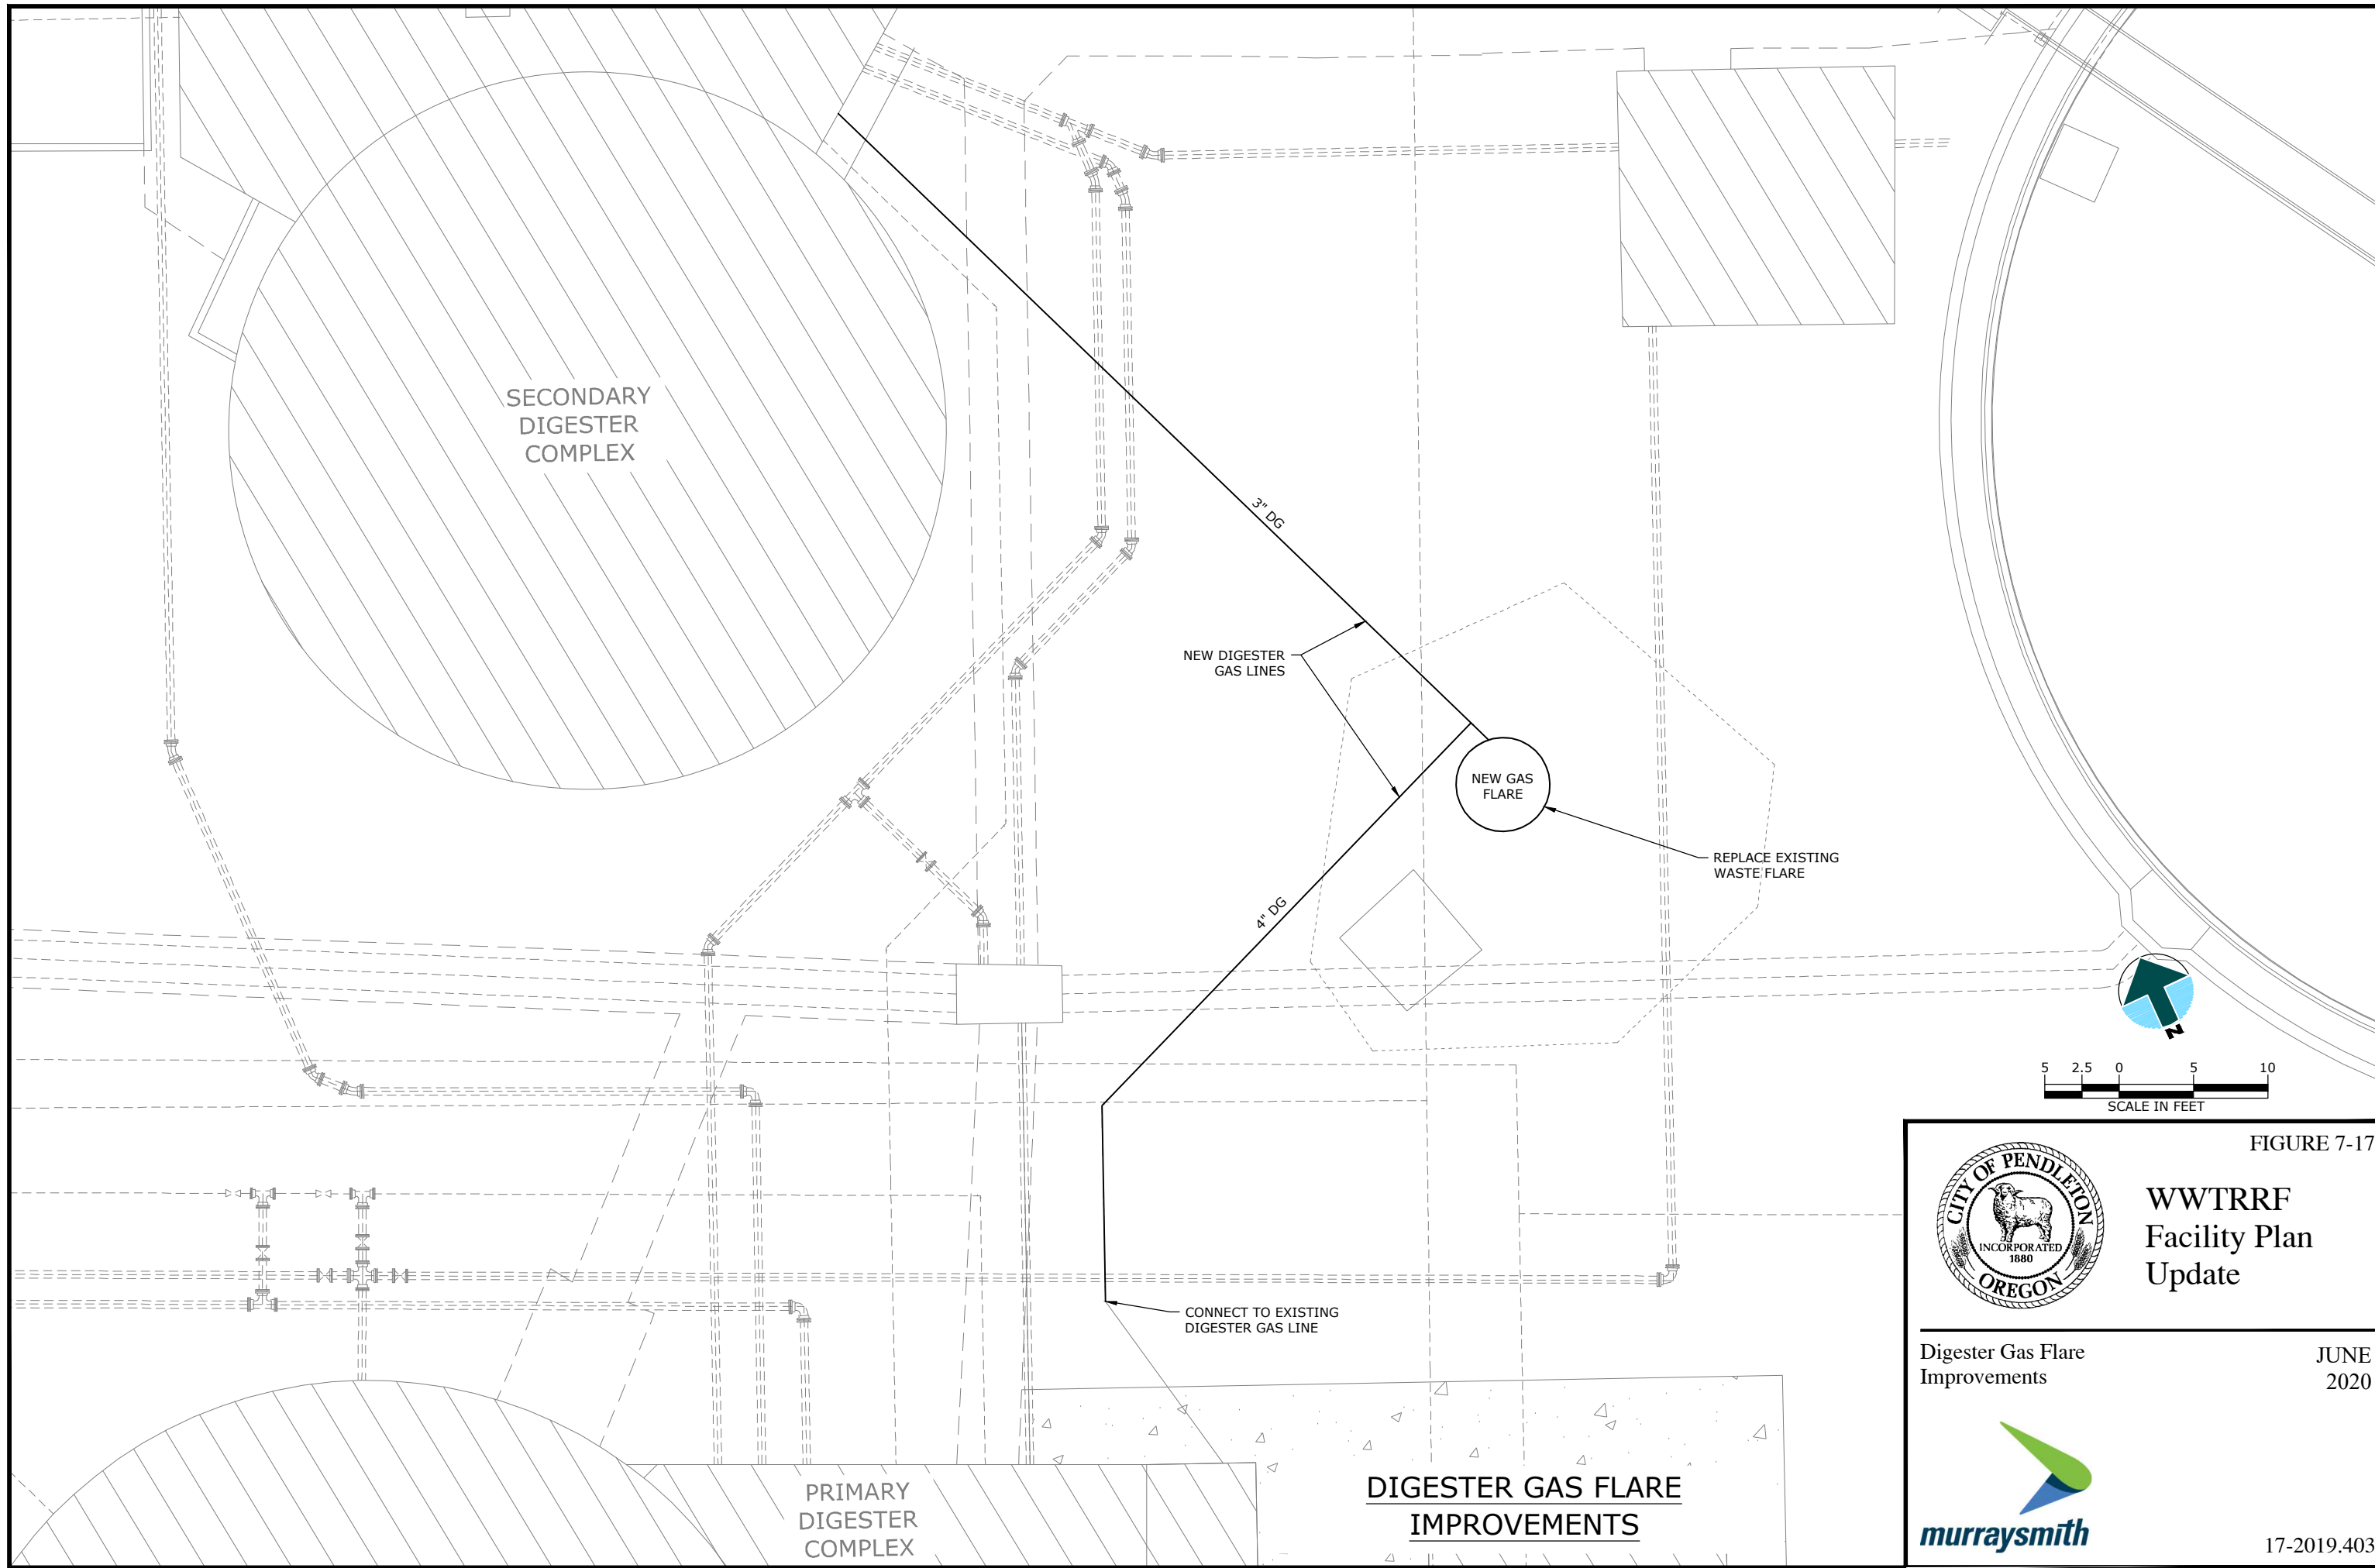 SECONDARY
DIGESTER
COMPLEX
3" DG
NEW DIGESTER
GAS LINES
NEW GAS
FLARE
REPLACE EXISTING
WASTE FLARE
4" DG
N
5 2.5 0 5 10
SCALE IN FEET
CONNECT TO EXISTING
DIGESTER GAS LINE
PRIMARY
DIGESTER
COMPLEX
DIGESTER GAS FLARE
IMPROVEMENTS
FIGURE 7-17
CITY OF PENDLETON
INCORPORATED
1880
OREGON
WWTRRF
Facility Plan
Update
Digester Gas Flare
Improvements
JUNE
2020
murraysmith
17-2019.403